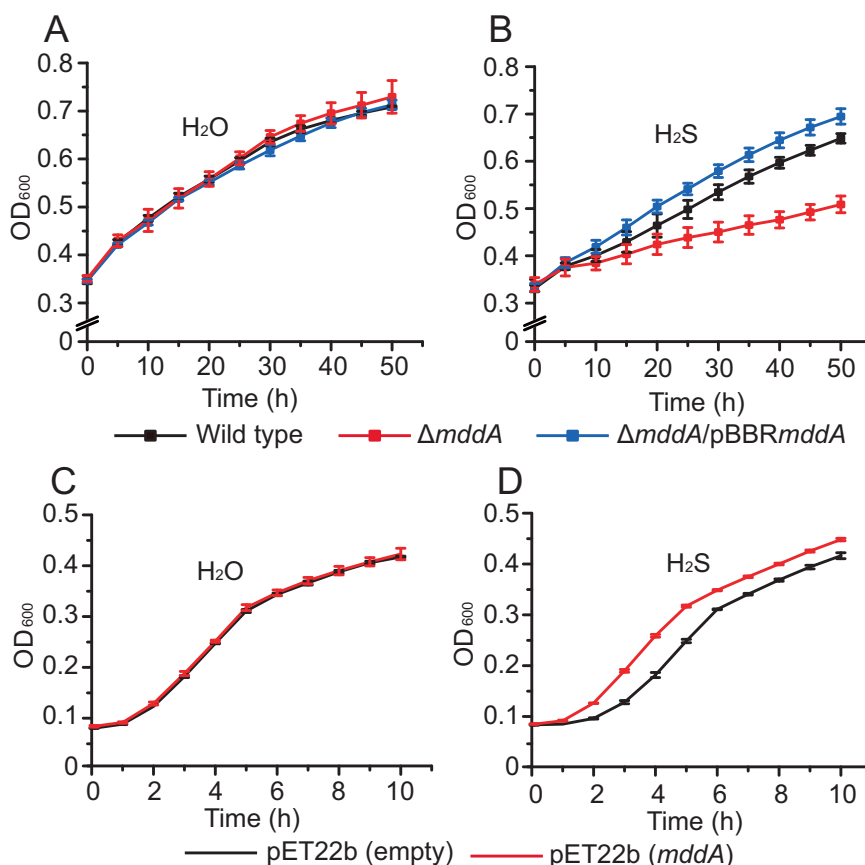 A
0.8
0.7
0.6
0.5
0.4
0.3
0
OD₆₀₀
H₂O
0 10 20 30 40 50
Time (h)
B
0.8
0.7
0.6
0.5
0.4
0.3
0
OD₆₀₀
H₂S
0 10 20 30 40 50
Time (h)
Wild type ΔmddA ΔmddA/pBBRmddA
C
0.5
0.4
0.3
0.2
0.1
0
OD₆₀₀
H₂O
0 2 4 6 8 10
Time (h)
D
0.5
0.4
0.3
0.2
0.1
0
OD₆₀₀
H₂S
0 2 4 6 8 10
Time (h)
pET22b (empty) pET22b (mddA)